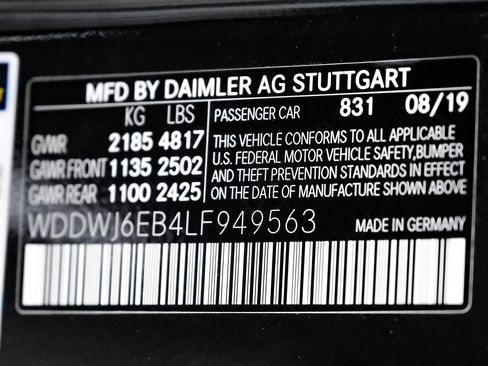 MFD BY DAIMLER AG STUTTGART
KG LBS
PASSENGER CAR 831 08/19
GVWR 2185 4817
GAWR FRONT 1135 2502
GAWR REAR 1100 2425
THIS VEHICLE CONFORMS TO ALL APPLICABLE
U.S. FEDERAL MOTOR VEHICLE SAFETY, BUMPER
AND THEFT PREVENTION STANDARDS IN EFFECT
ON THE DATE OF MANUFACTURE SHOWN ABOVE
WDDWJ6EB4LF949563
MADE IN GERMANY